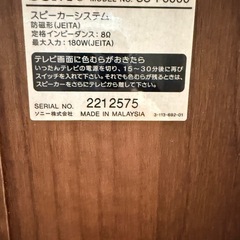 MODEL NO.
スピーカーシステム
防磁形(JEITA)
定格インピーダンス: 8Ω
最大入力: 180W(JEITA)
テレビ画面に色むらがおきたら
いったんテレビの電源を切り、15〜30分後に再び
スイッチを入れて下さい。それでも色むらがあるときは、
スピーカーをさらにテレビから離して下さい。
SERIAL NO. 2212575
ソニー株式会社 MADE IN MALAYSIA 3-113-692-01